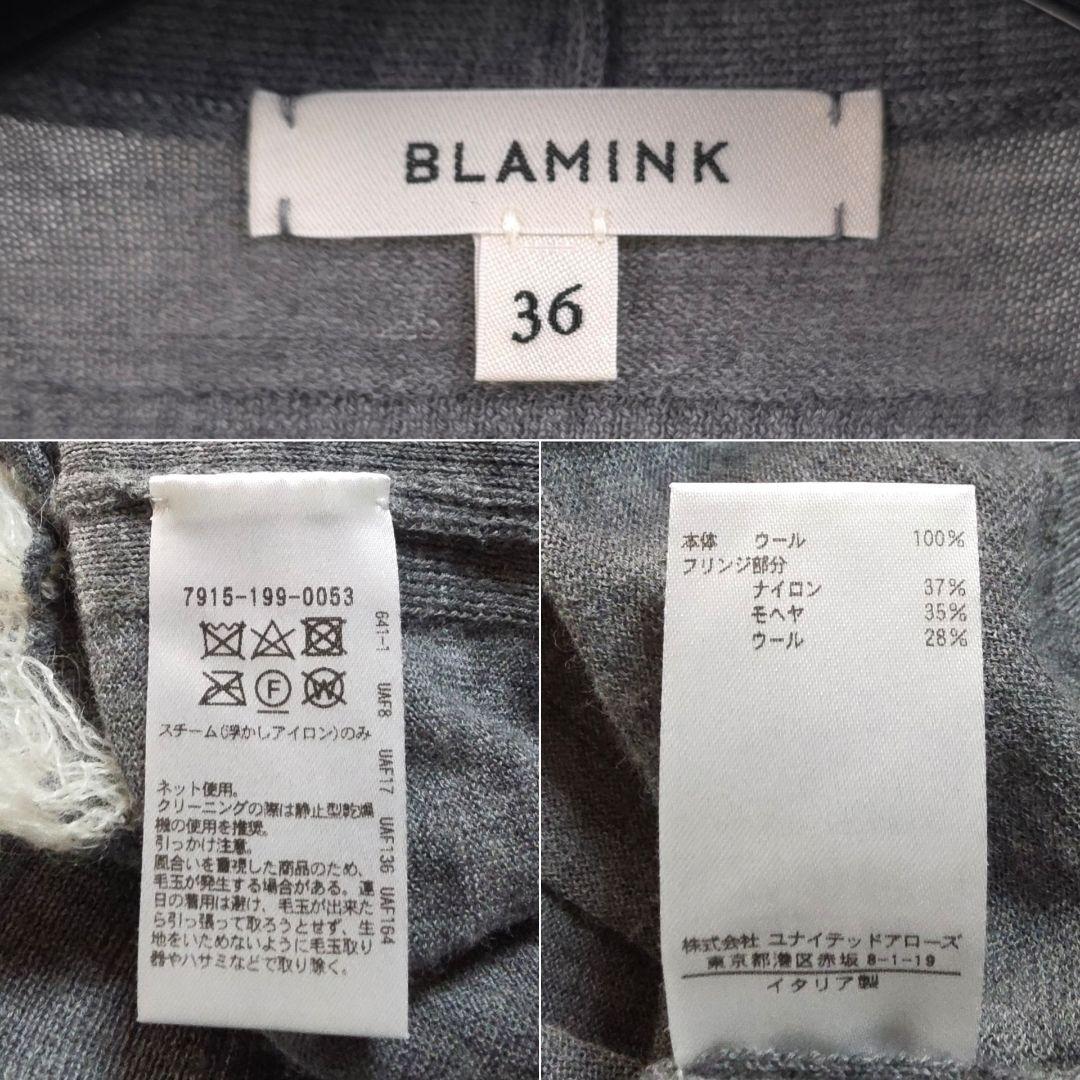 BLAMINK
36
7915-199-0053
F
W
スチーム(浮かしアイロン)のみ
ネット使用。
クリーニングの際は静止型乾燥
機の使用を推奨。
引っかけ注意。
風合いを重視した商品のため、
毛玉が発生する場合がある。連
日の着用は避け、毛玉が出来た
ら引っ張って取ろうとせず、生
地をいためないように毛玉取り
器やハサミなどで取り除く。
641-1 UAF8 UAF17 UAF136 UAF164
本体 ウール 100%
フリンジ部分
ナイロン 37%
モヘヤ 35%
ウール 28%
株式会社 ユナイテッドアローズ
東京都港区赤坂 8-1-19
イタリア製